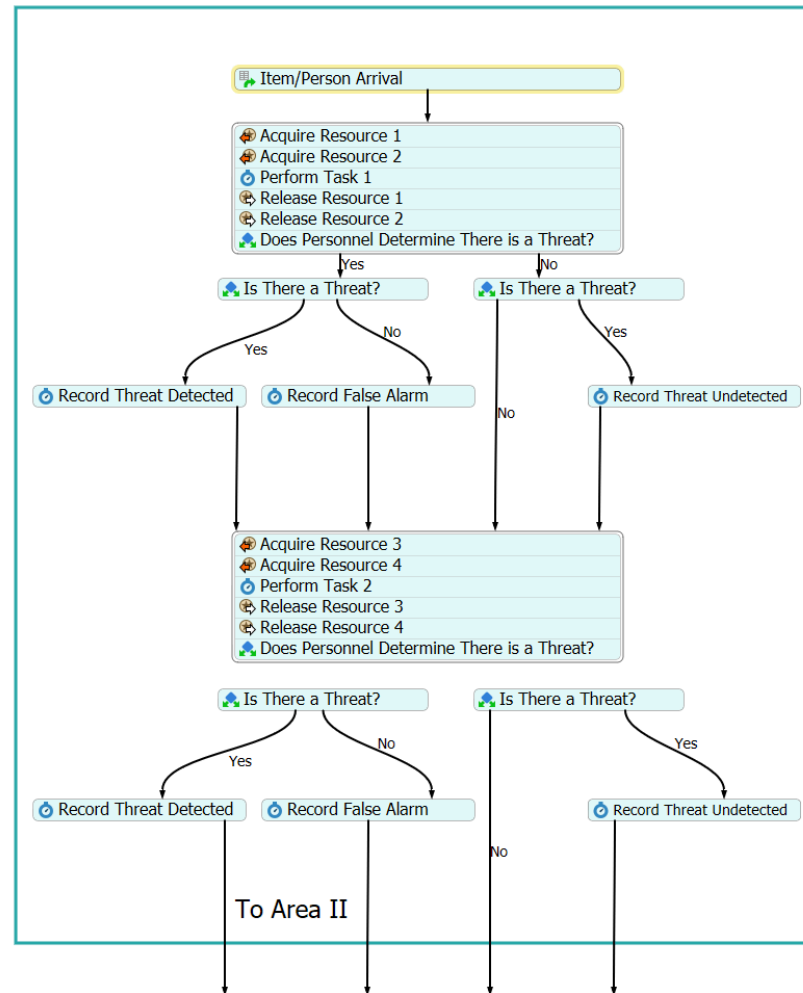 Item/Person Arrival
Acquire Resource 1
Acquire Resource 2
Perform Task 1
Release Resource 1
Release Resource 2
Does Personnel Determine There is a Threat?
Yes
No
Is There a Threat?
Is There a Threat?
Yes
No
Yes
Record Threat Detected
Record False Alarm
No
Record Threat Undetected
Acquire Resource 3
Acquire Resource 4
Perform Task 2
Release Resource 3
Release Resource 4
Does Personnel Determine There is a Threat?
Is There a Threat?
Is There a Threat?
Yes
No
Yes
Record Threat Detected
Record False Alarm
Record Threat Undetected
No
To Area II